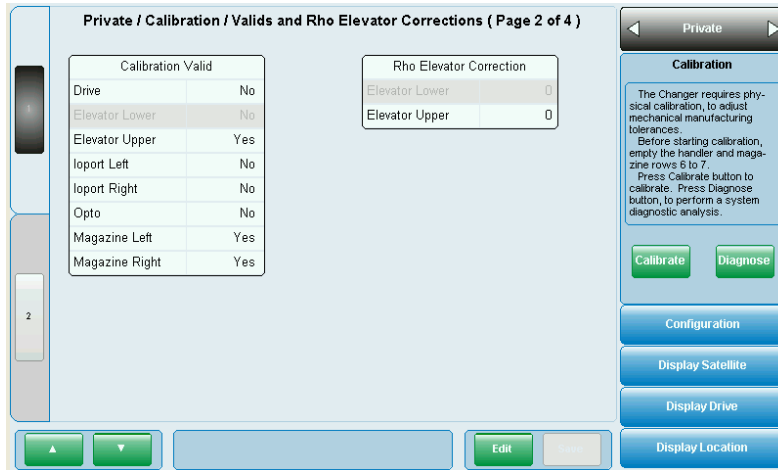 Private / Calibration / Valids and Rho Elevator Corrections ( Page 2 of 4 )
Calibration Valid
Drive No
Elevator Lower No
Elevator Upper Yes
Ioport Left No
Ioport Right No
Opto No
Magazine Left Yes
Magazine Right Yes
Rho Elevator Correction
Elevator Lower 0
Elevator Upper 0
1
2
Edit
Save
Private
Calibration
The Changer requires phy-
sical calibration, to adjust
mechanical manufacturing
tolerances.
Before starting calibration,
empty the handler and maga-
zine rows 6 to 7.
Press Calibrate button to
calibrate. Press Diagnose
button, to perform a system
diagnostic analysis.
Calibrate
Diagnose
Configuration
Display Satellite
Display Drive
Display Location